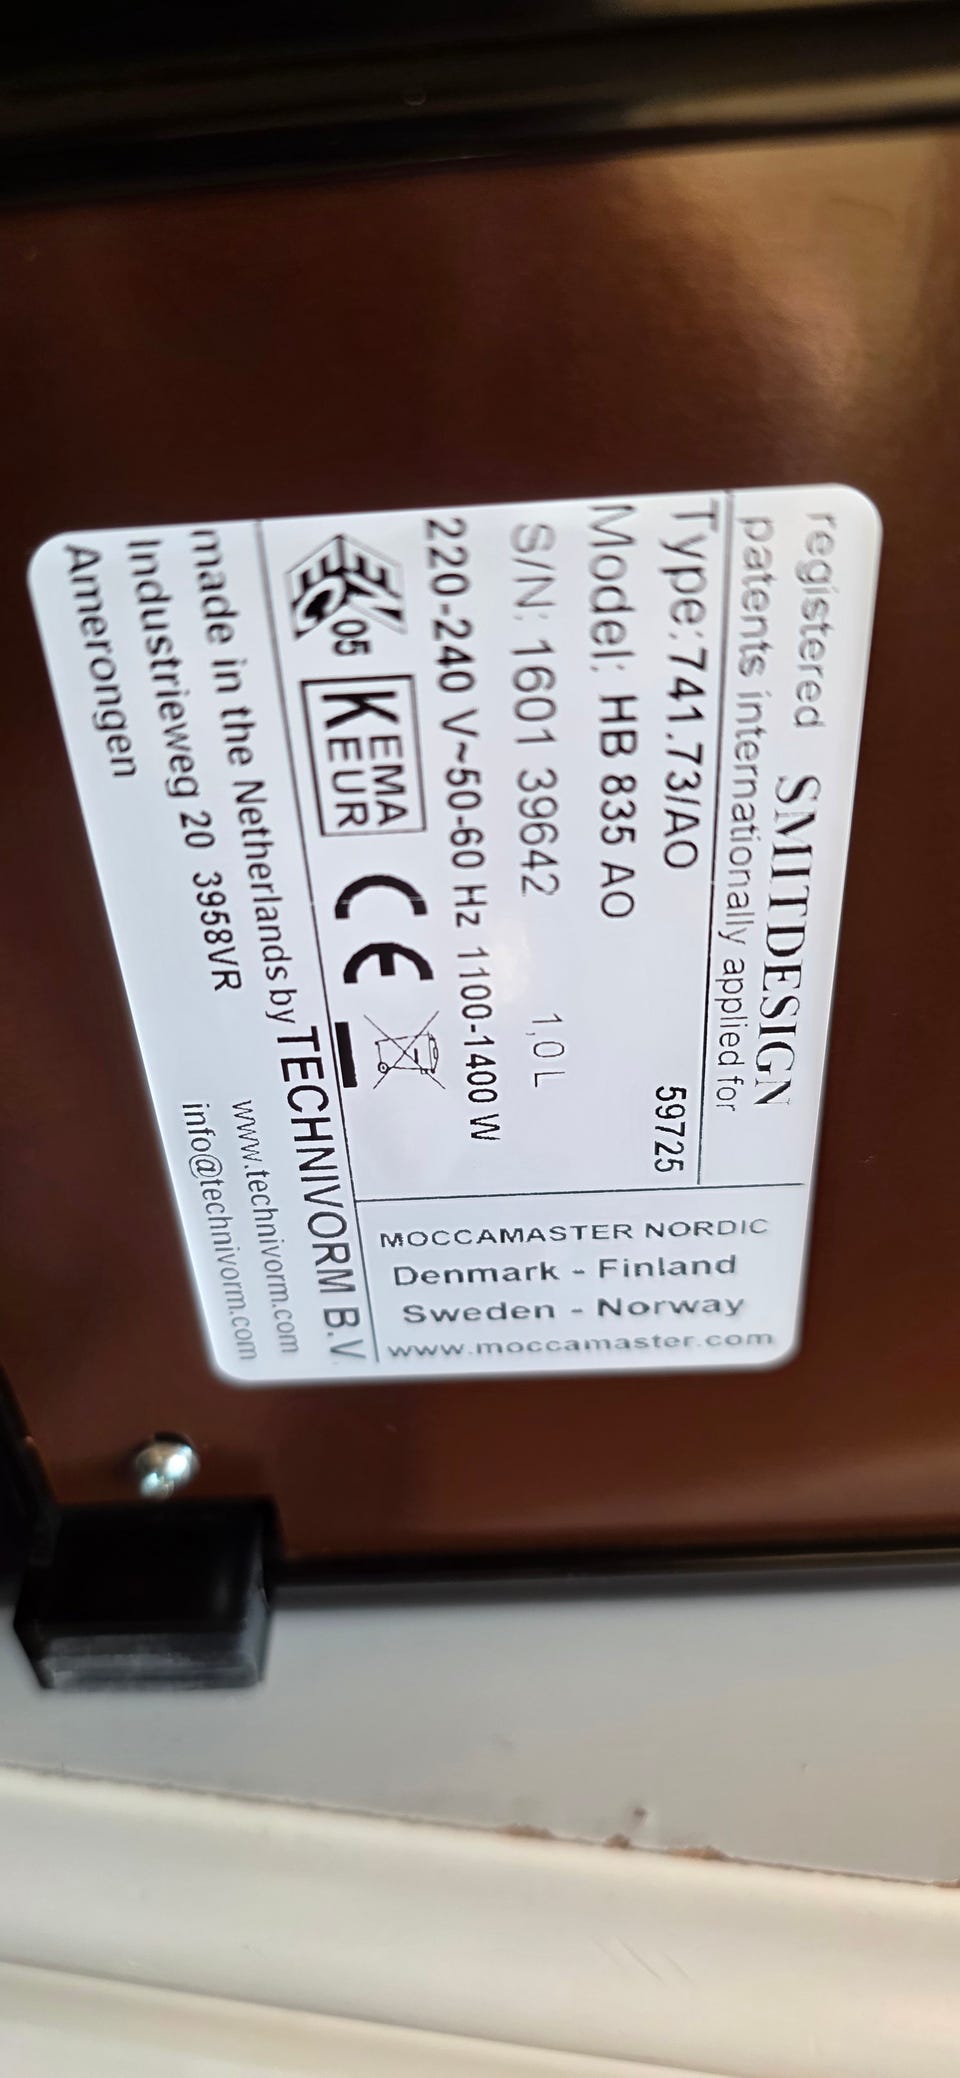 registered SMITDESIGN
patents internationally applied for
Type:741.73/AO 59725
Model: HB 835 AO
S/N: 1601 39642 1,0 L
220-240 V~50-60 Hz 1100-1400 W
05 KEMA KEUR CE
MOCCAMASTER NORDIC
Denmark - Finland
Sweden - Norway
www.moccamaster.com
made in the Netherlands by TECHNIVORM B.V.
Industrieweg 20 3958VR www.technivorm.com
Amerongen info@technivorm.com